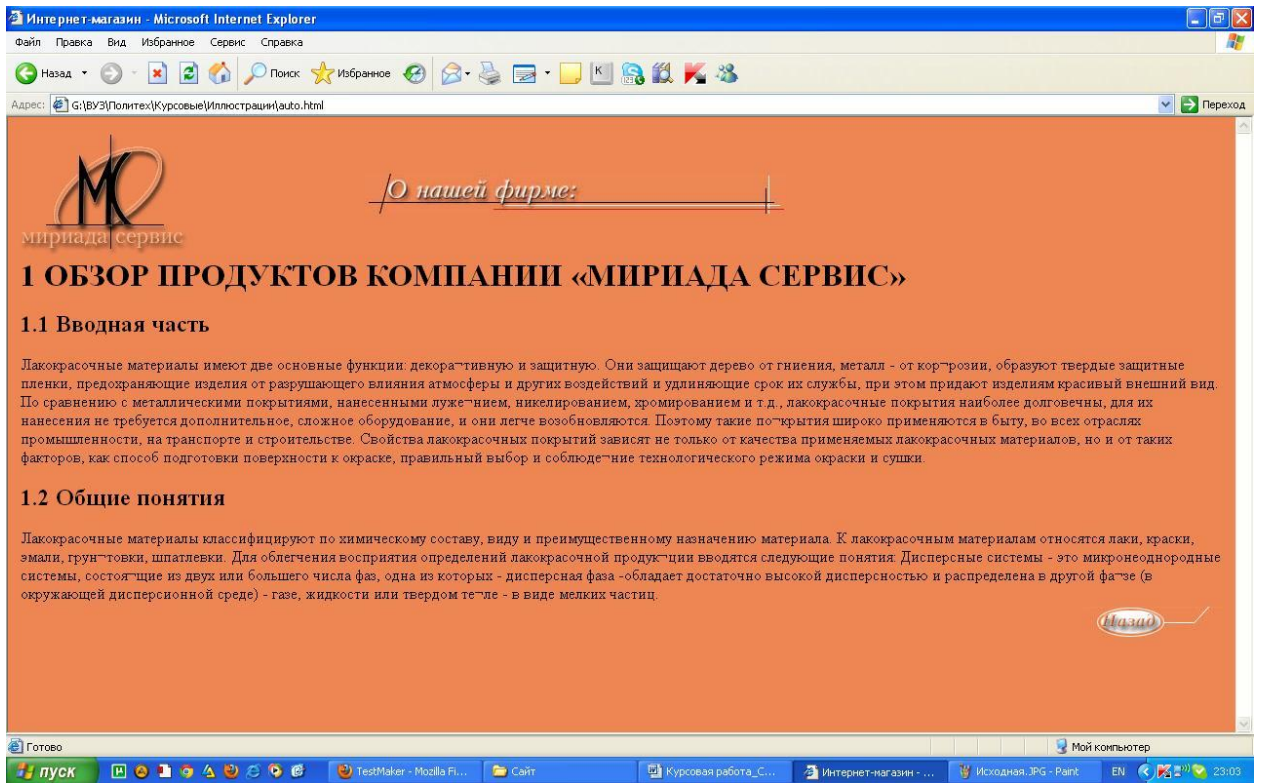 Интернет-магазин - Microsoft Internet Explorer
Файл Правка Вид Избранное Сервис Справка
Назад Поиск Избранное
Адрес: G:\ВУЗ\Политех\Курсовые\Иллюстрации\auto.html Переход
МС
мириада сервис
О нашей фирме:
1 ОБЗОР ПРОДУКТОВ КОМПАНИИ «МИРИАДА СЕРВИС»
1.1 Вводная часть
Лакокрасочные материалы имеют две основные функции: декора¬тивную и защитную. Они защищают дерево от гниения, металл - от кор¬розии, образуют твердые защитные
пленки, предохраняющие изделия от разрушающего влияния атмосферы и других воздействий и удлиняющие срок их службы, при этом придают изделиям красивый внешний вид.
По сравнению с металлическими покрытиями, нанесенными луже¬нием, никелированием, хромированием и т.д., лакокрасочные покрытия наиболее долговечны, для их
нанесения не требуется дополнительное, сложное оборудование, и они легче возобновляются. Поэтому такие по¬крытия широко применяются в быту, во всех отраслях
промышленности, на транспорте и строительстве. Свойства лакокрасочных покрытий зависят не только от качества применяемых лакокрасочных материалов, но и от таких
факторов, как способ подготовки поверхности к окраске, правильный выбор и соблюде¬ние технологического режима окраски и сушки.
1.2 Общие понятия
Лакокрасочные материалы классифицируют по химическому составу, виду и преимущественному назначению материала. К лакокрасочным материалам относятся лаки, краски,
эмали, грун¬товки, шпатлевки. Для облегчения восприятия определений лакокрасочной продук¬ции вводятся следующие понятия: Дисперсные системы - это микронеоднородные
системы, состоя¬щие из двух или большего числа фаз, одна из которых - дисперсная фаза -обладает достаточно высокой дисперсностью и распределена в другой фа¬зе (в
окружающей дисперсионной среде) - газе, жидкости или твердом те¬ле - в виде мелких частиц.
Назад
Готово Мой компьютер
пуск TestMaker - Mozilla Fi... Сайт Курсовая работа_С... Интернет-магазин - ... Исходная.JPG - Paint EN 23:03